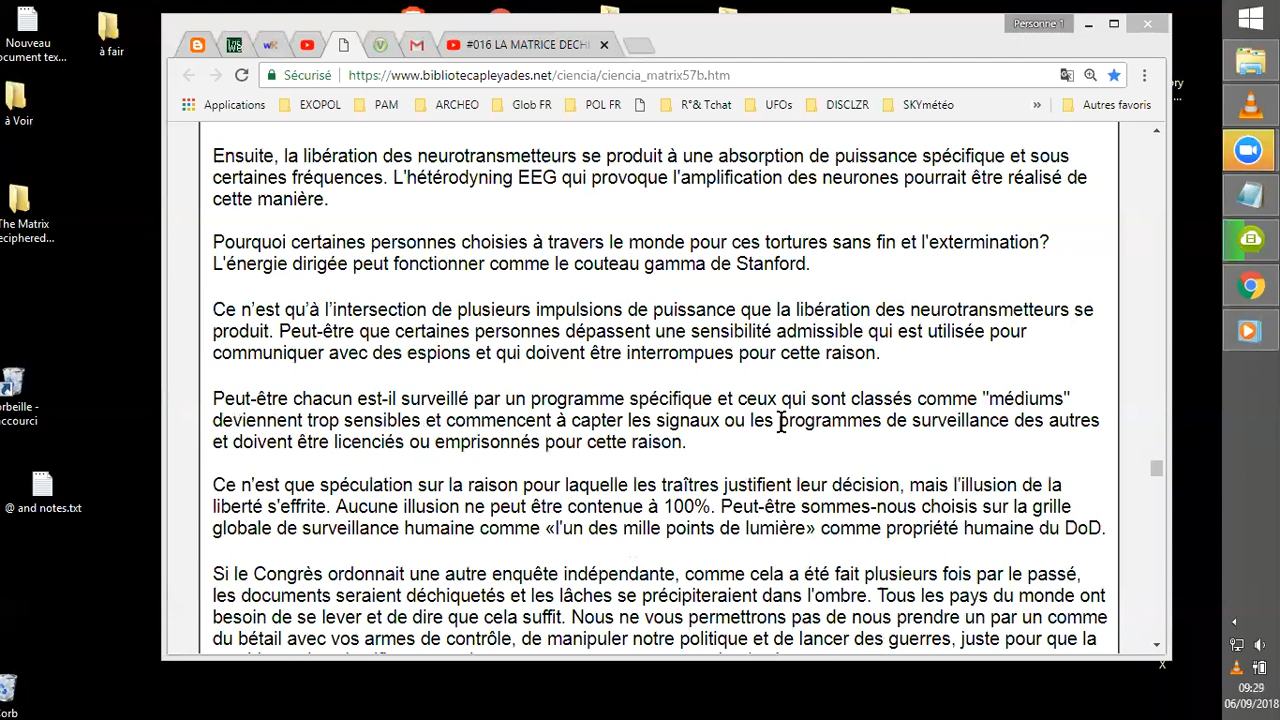 Nouveau
ocument tex...
à fair
à Voir
The Matrix
eciphered...
orbeille -
accourci
@ and notes.txt
Corb
Personne 1
#016 LA MATRICE DECHI
Sécurisé
https://www.bibliotecapleyades.net/ciencia/ciencia_matrix57b.htm
Applications EXOPOL PAM ARCHEO Glob FR POL FR R°& Tchat UFOs DISCLZR SKYmétéo » Autres favoris
Ensuite, la libération des neurotransmetteurs se produit à une absorption de puissance spécifique et sous
certaines fréquences. L'hétérodyning EEG qui provoque l'amplification des neurones pourrait être réalisé de
cette manière.
Pourquoi certaines personnes choisies à travers le monde pour ces tortures sans fin et l'extermination?
L'énergie dirigée peut fonctionner comme le couteau gamma de Stanford.
Ce n'est qu'à l'intersection de plusieurs impulsions de puissance que la libération des neurotransmetteurs se
produit. Peut-être que certaines personnes dépassent une sensibilité admissible qui est utilisée pour
communiquer avec des espions et qui doivent être interrompues pour cette raison.
Peut-être chacun est-il surveillé par un programme spécifique et ceux qui sont classés comme "médiums"
deviennent trop sensibles et commencent à capter les signaux ou les programmes de surveillance des autres
et doivent être licenciés ou emprisonnés pour cette raison.
Ce n'est que spéculation sur la raison pour laquelle les traîtres justifient leur décision, mais l'illusion de la
liberté s'effrite. Aucune illusion ne peut être contenue à 100%. Peut-être sommes-nous choisis sur la grille
globale de surveillance humaine comme «l'un des mille points de lumière» comme propriété humaine du DoD.
Si le Congrès ordonnait une autre enquête indépendante, comme cela a été fait plusieurs fois par le passé,
les documents seraient déchiquetés et les lâches se précipiteraient dans l'ombre. Tous les pays du monde ont
besoin de se lever et de dire que cela suffit. Nous ne vous permettrons pas de nous prendre un par un comme
du bétail avec vos armes de contrôle, de manipuler notre politique et de lancer des guerres, juste pour que la
ory
09:29
06/09/2018